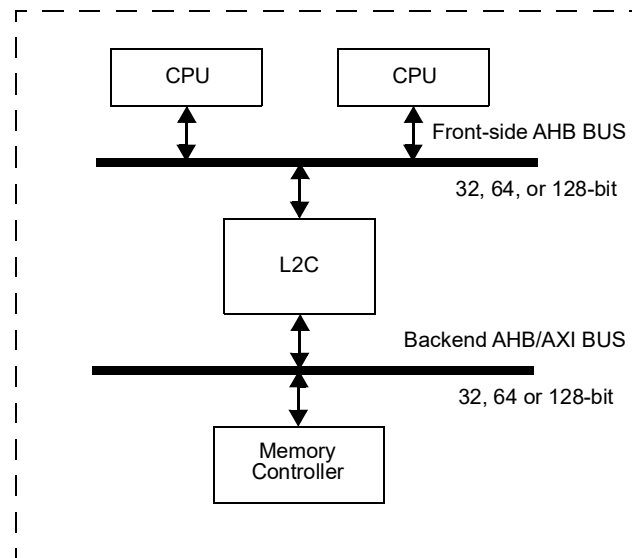 CPU
CPU
Front-side AHB BUS
32, 64, or 128-bit
L2C
Backend AHB/AXI BUS
32, 64 or 128-bit
Memory
Controller